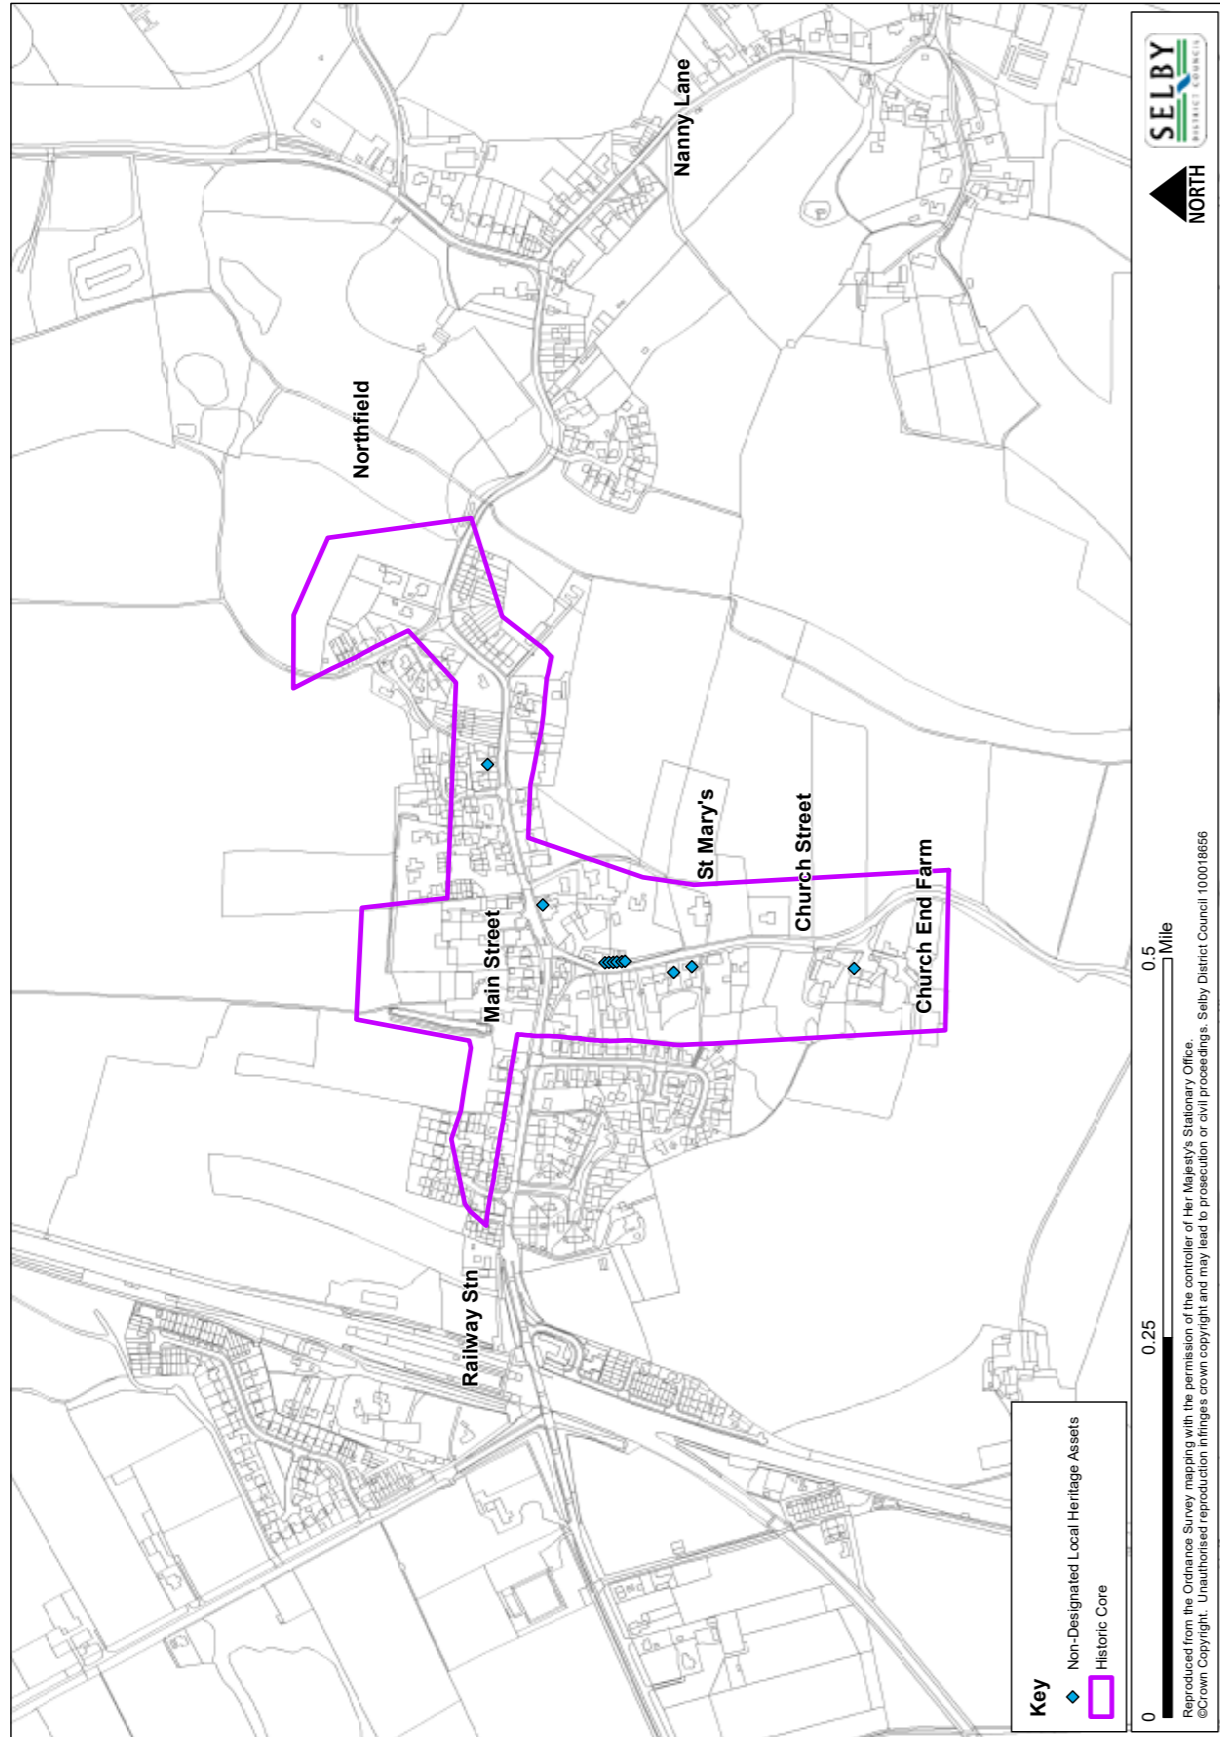 Nanny Lane
Northfield
St Mary's
Church Street
Main Street
Church End Farm
Railway Stn
Key
Non-Designated Local Heritage Assets
Historic Core
0
0.25
0.5
Mile
Reproduced from the Ordnance Survey mapping with the permission of the controller of Her Majesty's Stationary Office.
©Crown Copyright. Unauthorised reproduction infringes crown copyright and may lead to prosecution or civil proceedings. Selby District Council 100018656
NORTH
SELBY
DISTRICT COUNCIL